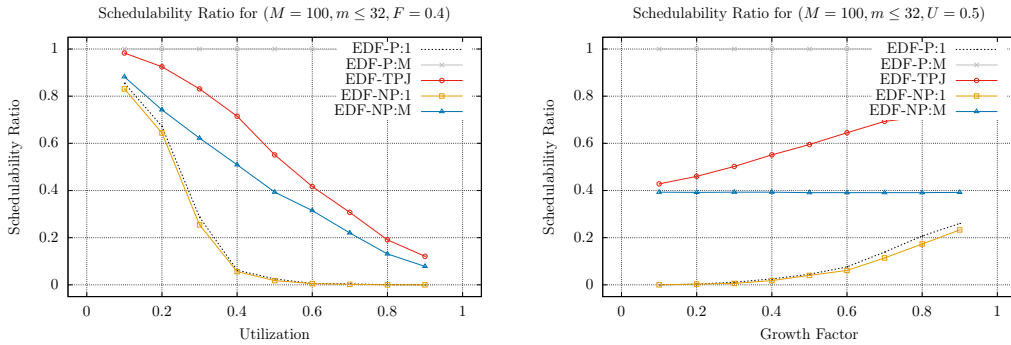 Schedulability Ratio for (M = 100, m ≤ 32, F = 0.4)
Schedulability Ratio
1
0.8
0.6
0.4
0.2
0
0 0.2 0.4 0.6 0.8 1
Utilization
EDF-P:1
EDF-P:M
EDF-TPJ
EDF-NP:1
EDF-NP:M
Schedulability Ratio for (M = 100, m ≤ 32, U = 0.5)
Schedulability Ratio
1
0.8
0.6
0.4
0.2
0
0 0.2 0.4 0.6 0.8 1
Growth Factor
EDF-P:1
EDF-P:M
EDF-TPJ
EDF-NP:1
EDF-NP:M